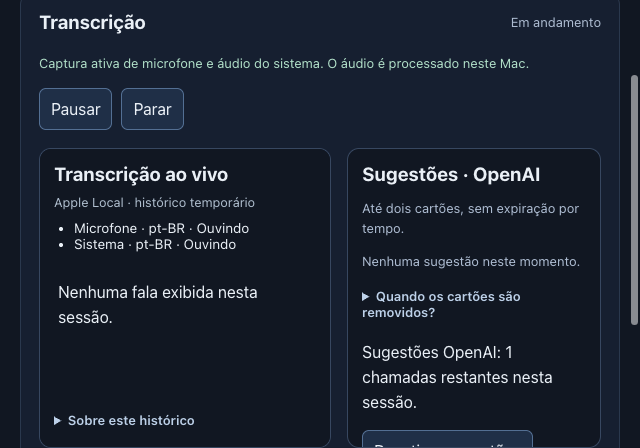 Transcrição
Em andamento
Captura ativa de microfone e áudio do sistema. O áudio é processado neste Mac.
Pausar
Parar
Transcrição ao vivo
Apple Local · histórico temporário
• Microfone · pt-BR · Ouvindo
• Sistema · pt-BR · Ouvindo
Nenhuma fala exibida nesta
sessão.
▶ Sobre este histórico
Sugestões · OpenAI
Até dois cartões, sem expiração por
tempo.
Nenhuma sugestão neste momento.
▶ Quando os cartões são
removidos?
Sugestões OpenAI: 1
chamadas restantes nesta
sessão.